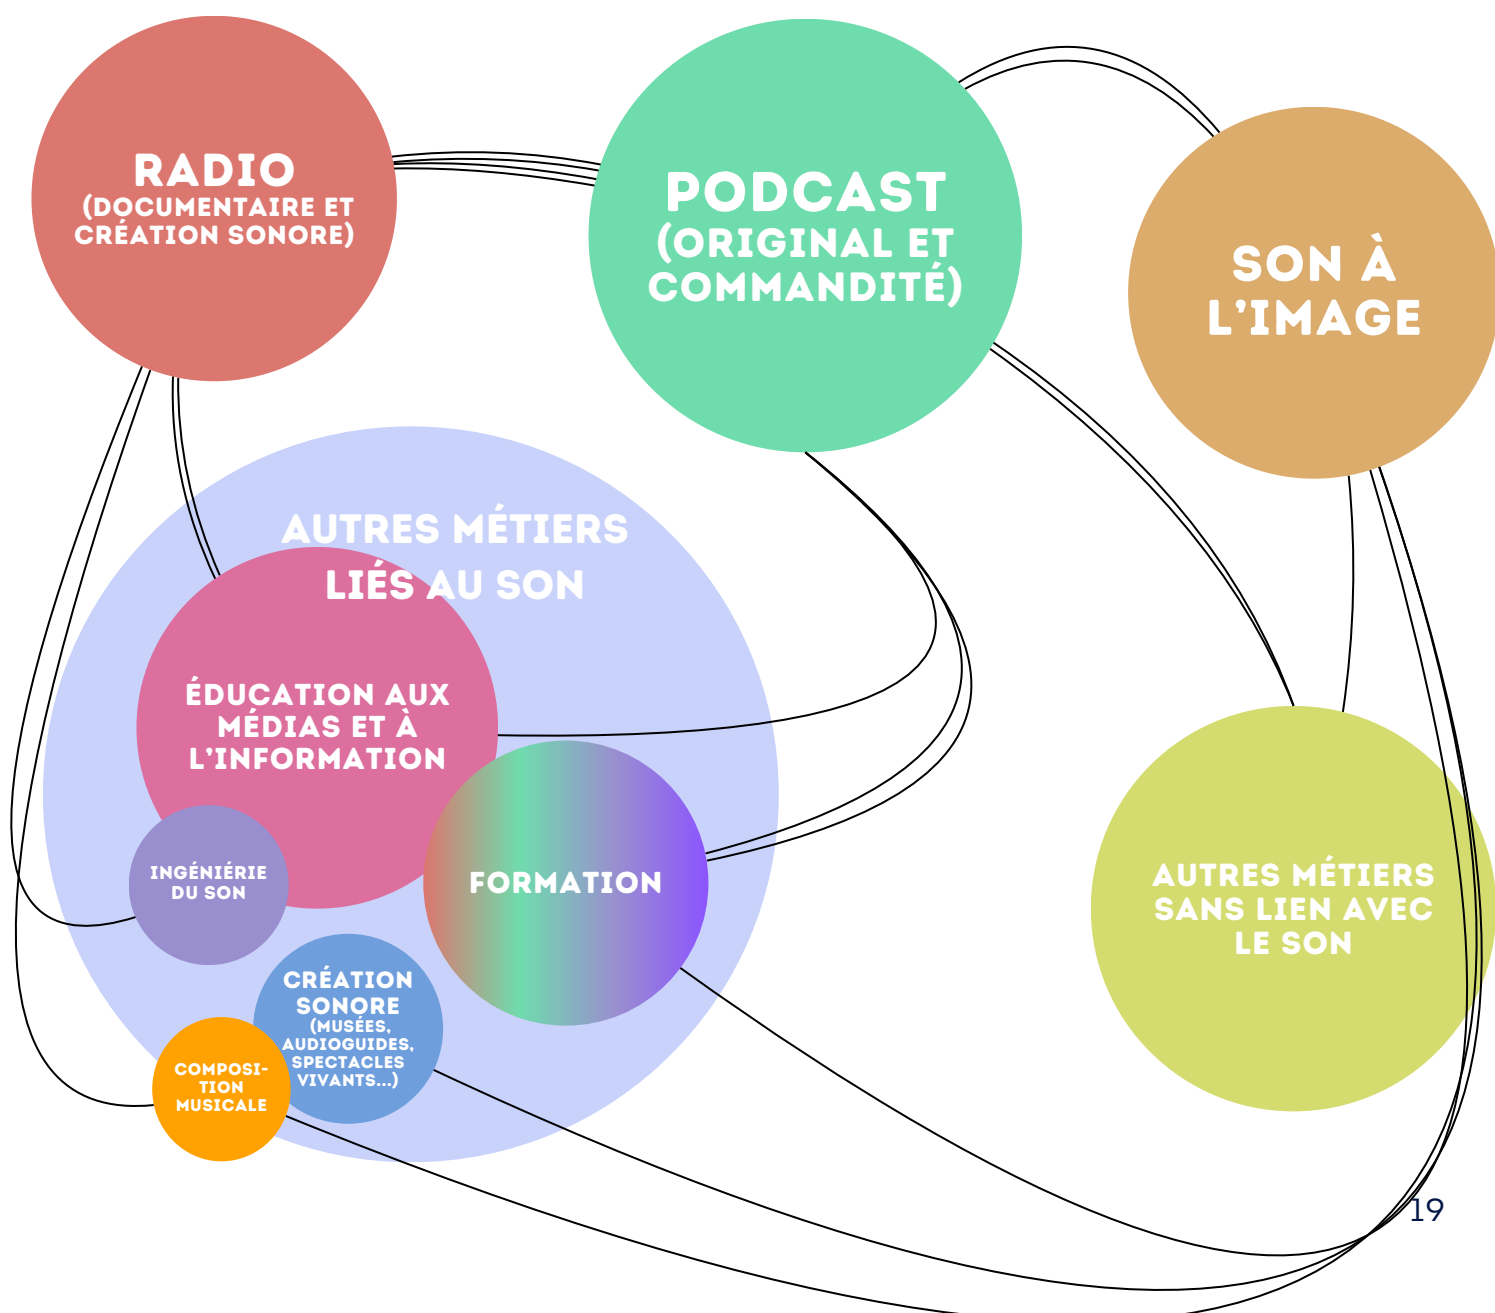 RADIO
(DOCUMENTAIRE ET
CRÉATION SONORE)
PODCAST
(ORIGINAL ET
COMMANDITÉ)
SON À
L'IMAGE
AUTRES MÉTIERS
LIÉS AU SON
ÉDUCATION AUX
MÉDIAS ET À
L'INFORMATION
INGÉNIÉRIE
DU SON
FORMATION
CRÉATION
SONORE
(MUSÉES,
AUDIOGUIDES,
SPECTACLES
VIVANTS...)
COMPOSI-
TION
MUSICALE
AUTRES MÉTIERS
SANS LIEN AVEC
LE SON
19